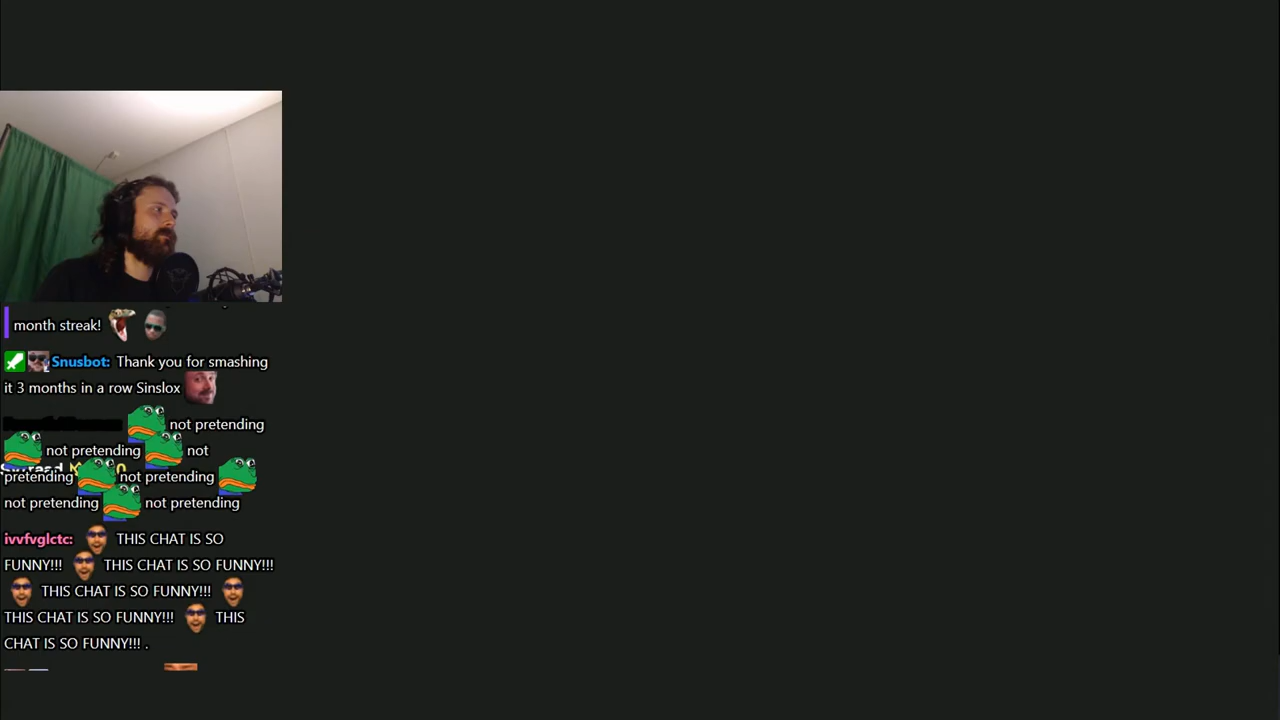 month streak!
Snusbot: Thank you for smashing
it 3 months in a row Sinslox
not pretending
not pretending not
pretending not pretending
not pretending not pretending
ivvfvglctc: THIS CHAT IS SO
FUNNY!!! THIS CHAT IS SO FUNNY!!!
THIS CHAT IS SO FUNNY!!!
THIS CHAT IS SO FUNNY!!! THIS
CHAT IS SO FUNNY!!! .